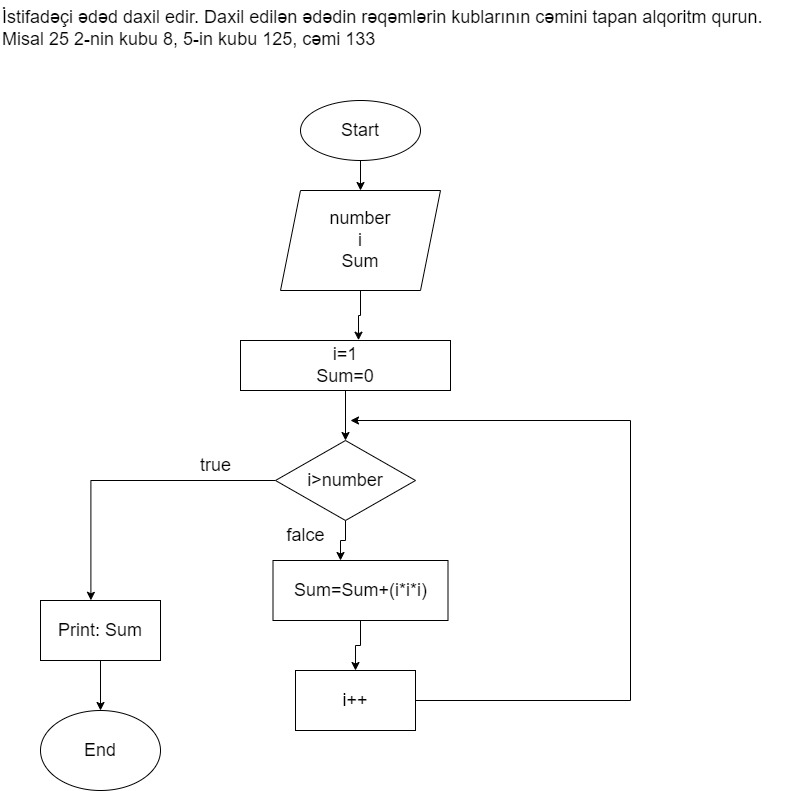 İstifadəçi ədəd daxil edir. Daxil edilən ədədin rəqəmlərin kublarının cəmini tapan alqoritm qurun.
Misal 25 2-nin kubu 8, 5-in kubu 125, cəmi 133
Start
number
i
Sum
i=1
Sum=0
true
i>number
falce
Sum=Sum+(i*i*i)
Print: Sum
i++
End